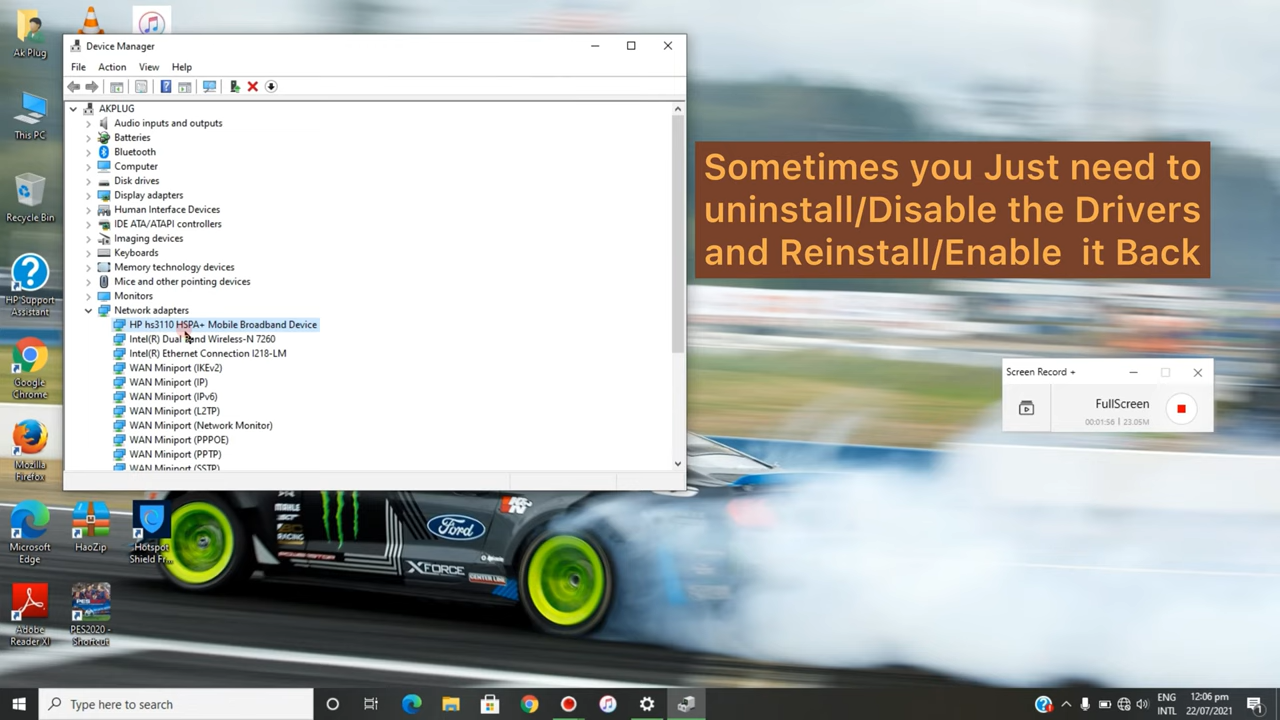 Ak Plug
This PC
Recycle Bin
HP Support
Assistant
Google
Chrome
Mozilla
Firefox
Microsoft
Edge
HaoZip
Hotspot
Shield Fr...
Adobe
Reader XI
PES2020 -
Shortcut
Device Manager
File Action View Help
AKPLUG
Audio inputs and outputs
Batteries
Bluetooth
Computer
Disk drives
Display adapters
Human Interface Devices
IDE ATA/ATAPI controllers
Imaging devices
Keyboards
Memory technology devices
Mice and other pointing devices
Monitors
Network adapters
HP hs3110 HSPA+ Mobile Broadband Device
Intel(R) Dual Band Wireless-N 7260
Intel(R) Ethernet Connection I218-LM
WAN Miniport (IKEv2)
WAN Miniport (IP)
WAN Miniport (IPv6)
WAN Miniport (L2TP)
WAN Miniport (Network Monitor)
WAN Miniport (PPPOE)
WAN Miniport (PPTP)
WAN Miniport (SSTP)
Sometimes you Just need to
uninstall/Disable the Drivers
and Reinstall/Enable it Back
Screen Record +
FullScreen
00:01:56 | 23.05M
Ford
XFORCE
CENTER LINE
MAHLE
RACING
K&N
Type here to search
ENG
INTL
12:06 pm
22/07/2021
1